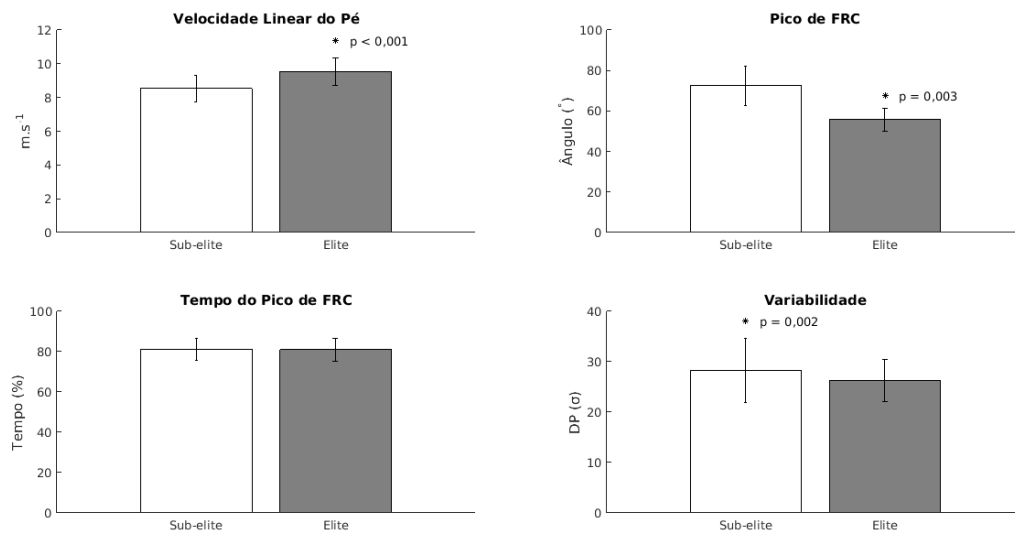 Velocidade Linear do Pé
12
10
8
6
4
2
0
m.s⁻¹
* p < 0,001
Sub-elite Elite
Pico de FRC
100
80
60
40
20
0
Ângulo (°)
* p = 0,003
Sub-elite Elite
Tempo do Pico de FRC
100
80
60
40
20
0
Tempo (%)
Sub-elite Elite
Variabilidade
40
30
20
10
0
DP (σ)
* p = 0,002
Sub-elite Elite